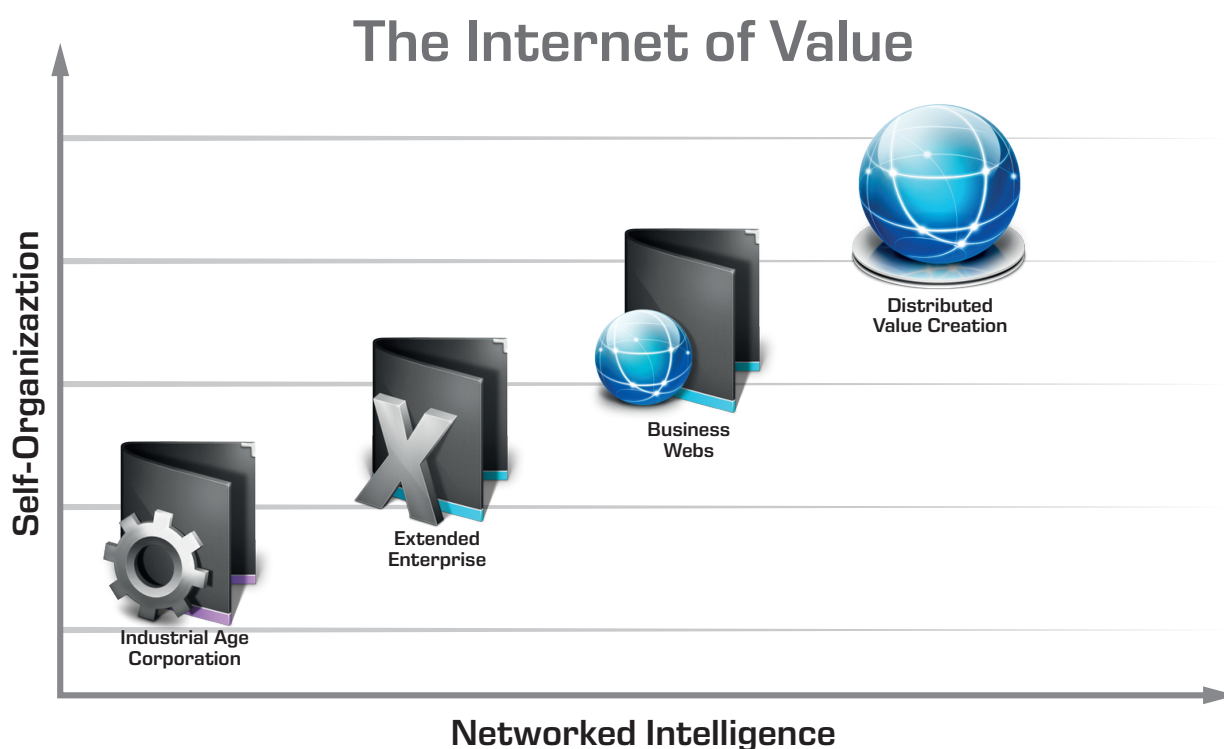 The Internet of Value
Self-Organizaztion
Distributed
Value Creation
Business
Webs
Extended
Enterprise
Industrial Age
Corporation
Networked Intelligence